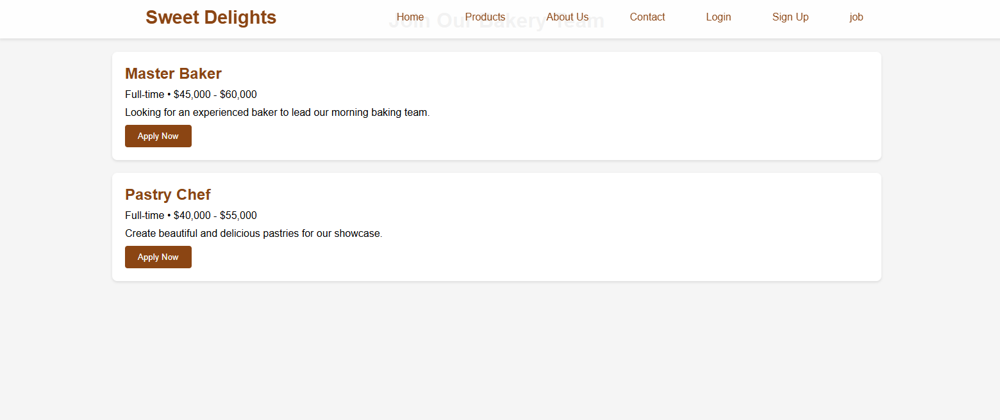 Sweet Delights
Home Products About Us Contact Login Sign Up job
Join Our Bakery Team
Master Baker
Full-time • $45,000 - $60,000
Looking for an experienced baker to lead our morning baking team.
Apply Now
Pastry Chef
Full-time • $40,000 - $55,000
Create beautiful and delicious pastries for our showcase.
Apply Now